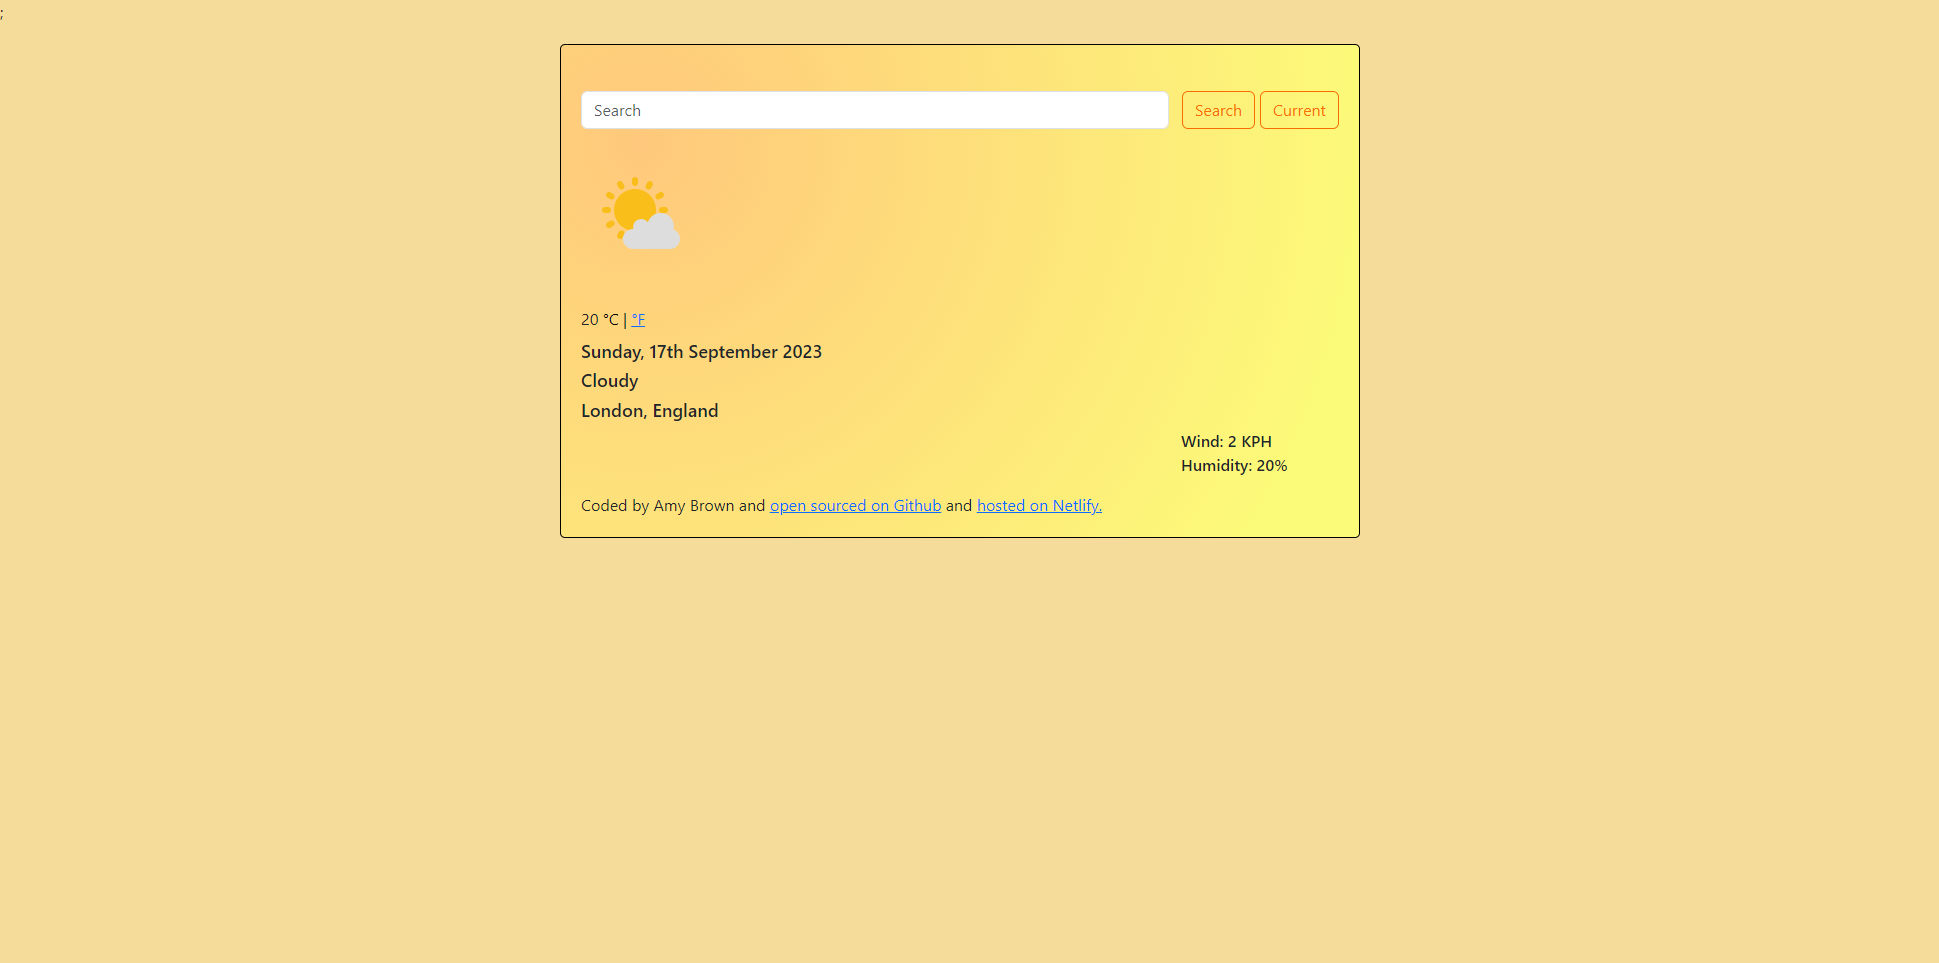 ;
Search Search Current
20 °C | °F
Sunday, 17th September 2023
Cloudy
London, England
Wind: 2 KPH
Humidity: 20%
Coded by Amy Brown and open sourced on Github and hosted on Netlify.